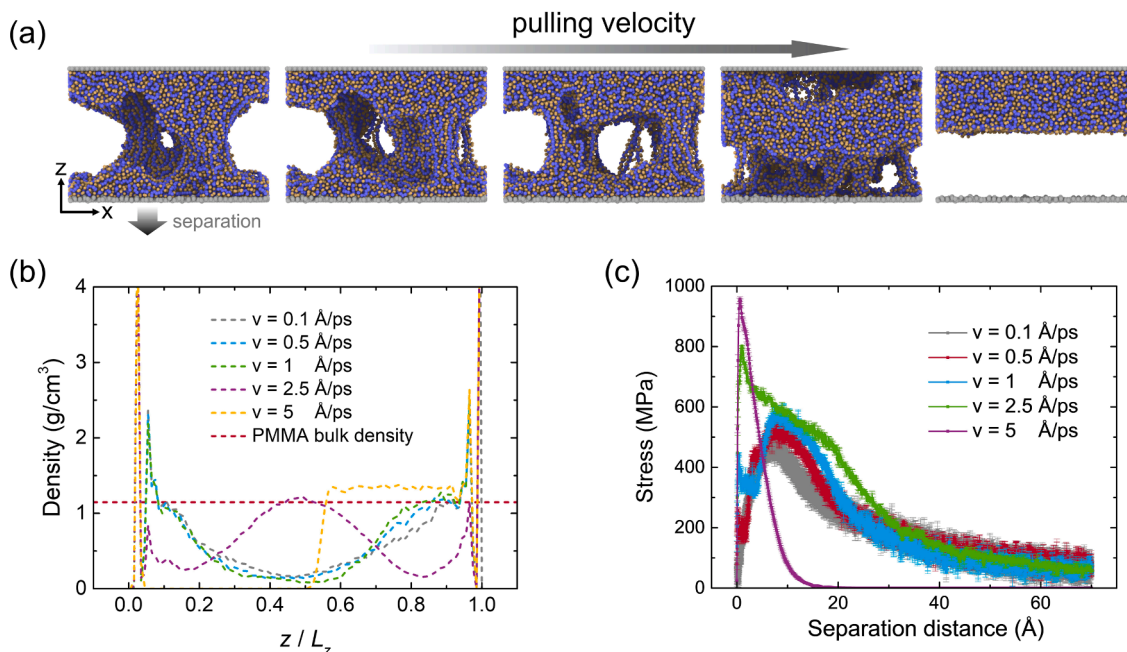 (a)
pulling velocity
z
x
separation
(b)
4
3
2
1
0
Density (g/cm³)
v = 0.1 Å/ps
v = 0.5 Å/ps
v = 1 Å/ps
v = 2.5 Å/ps
v = 5 Å/ps
PMMA bulk density
0.0 0.2 0.4 0.6 0.8 1.0
z / L_z
(c)
1000
800
600
400
200
0
Stress (MPa)
v = 0.1 Å/ps
v = 0.5 Å/ps
v = 1 Å/ps
v = 2.5 Å/ps
v = 5 Å/ps
0 20 40 60
Separation distance (Å)